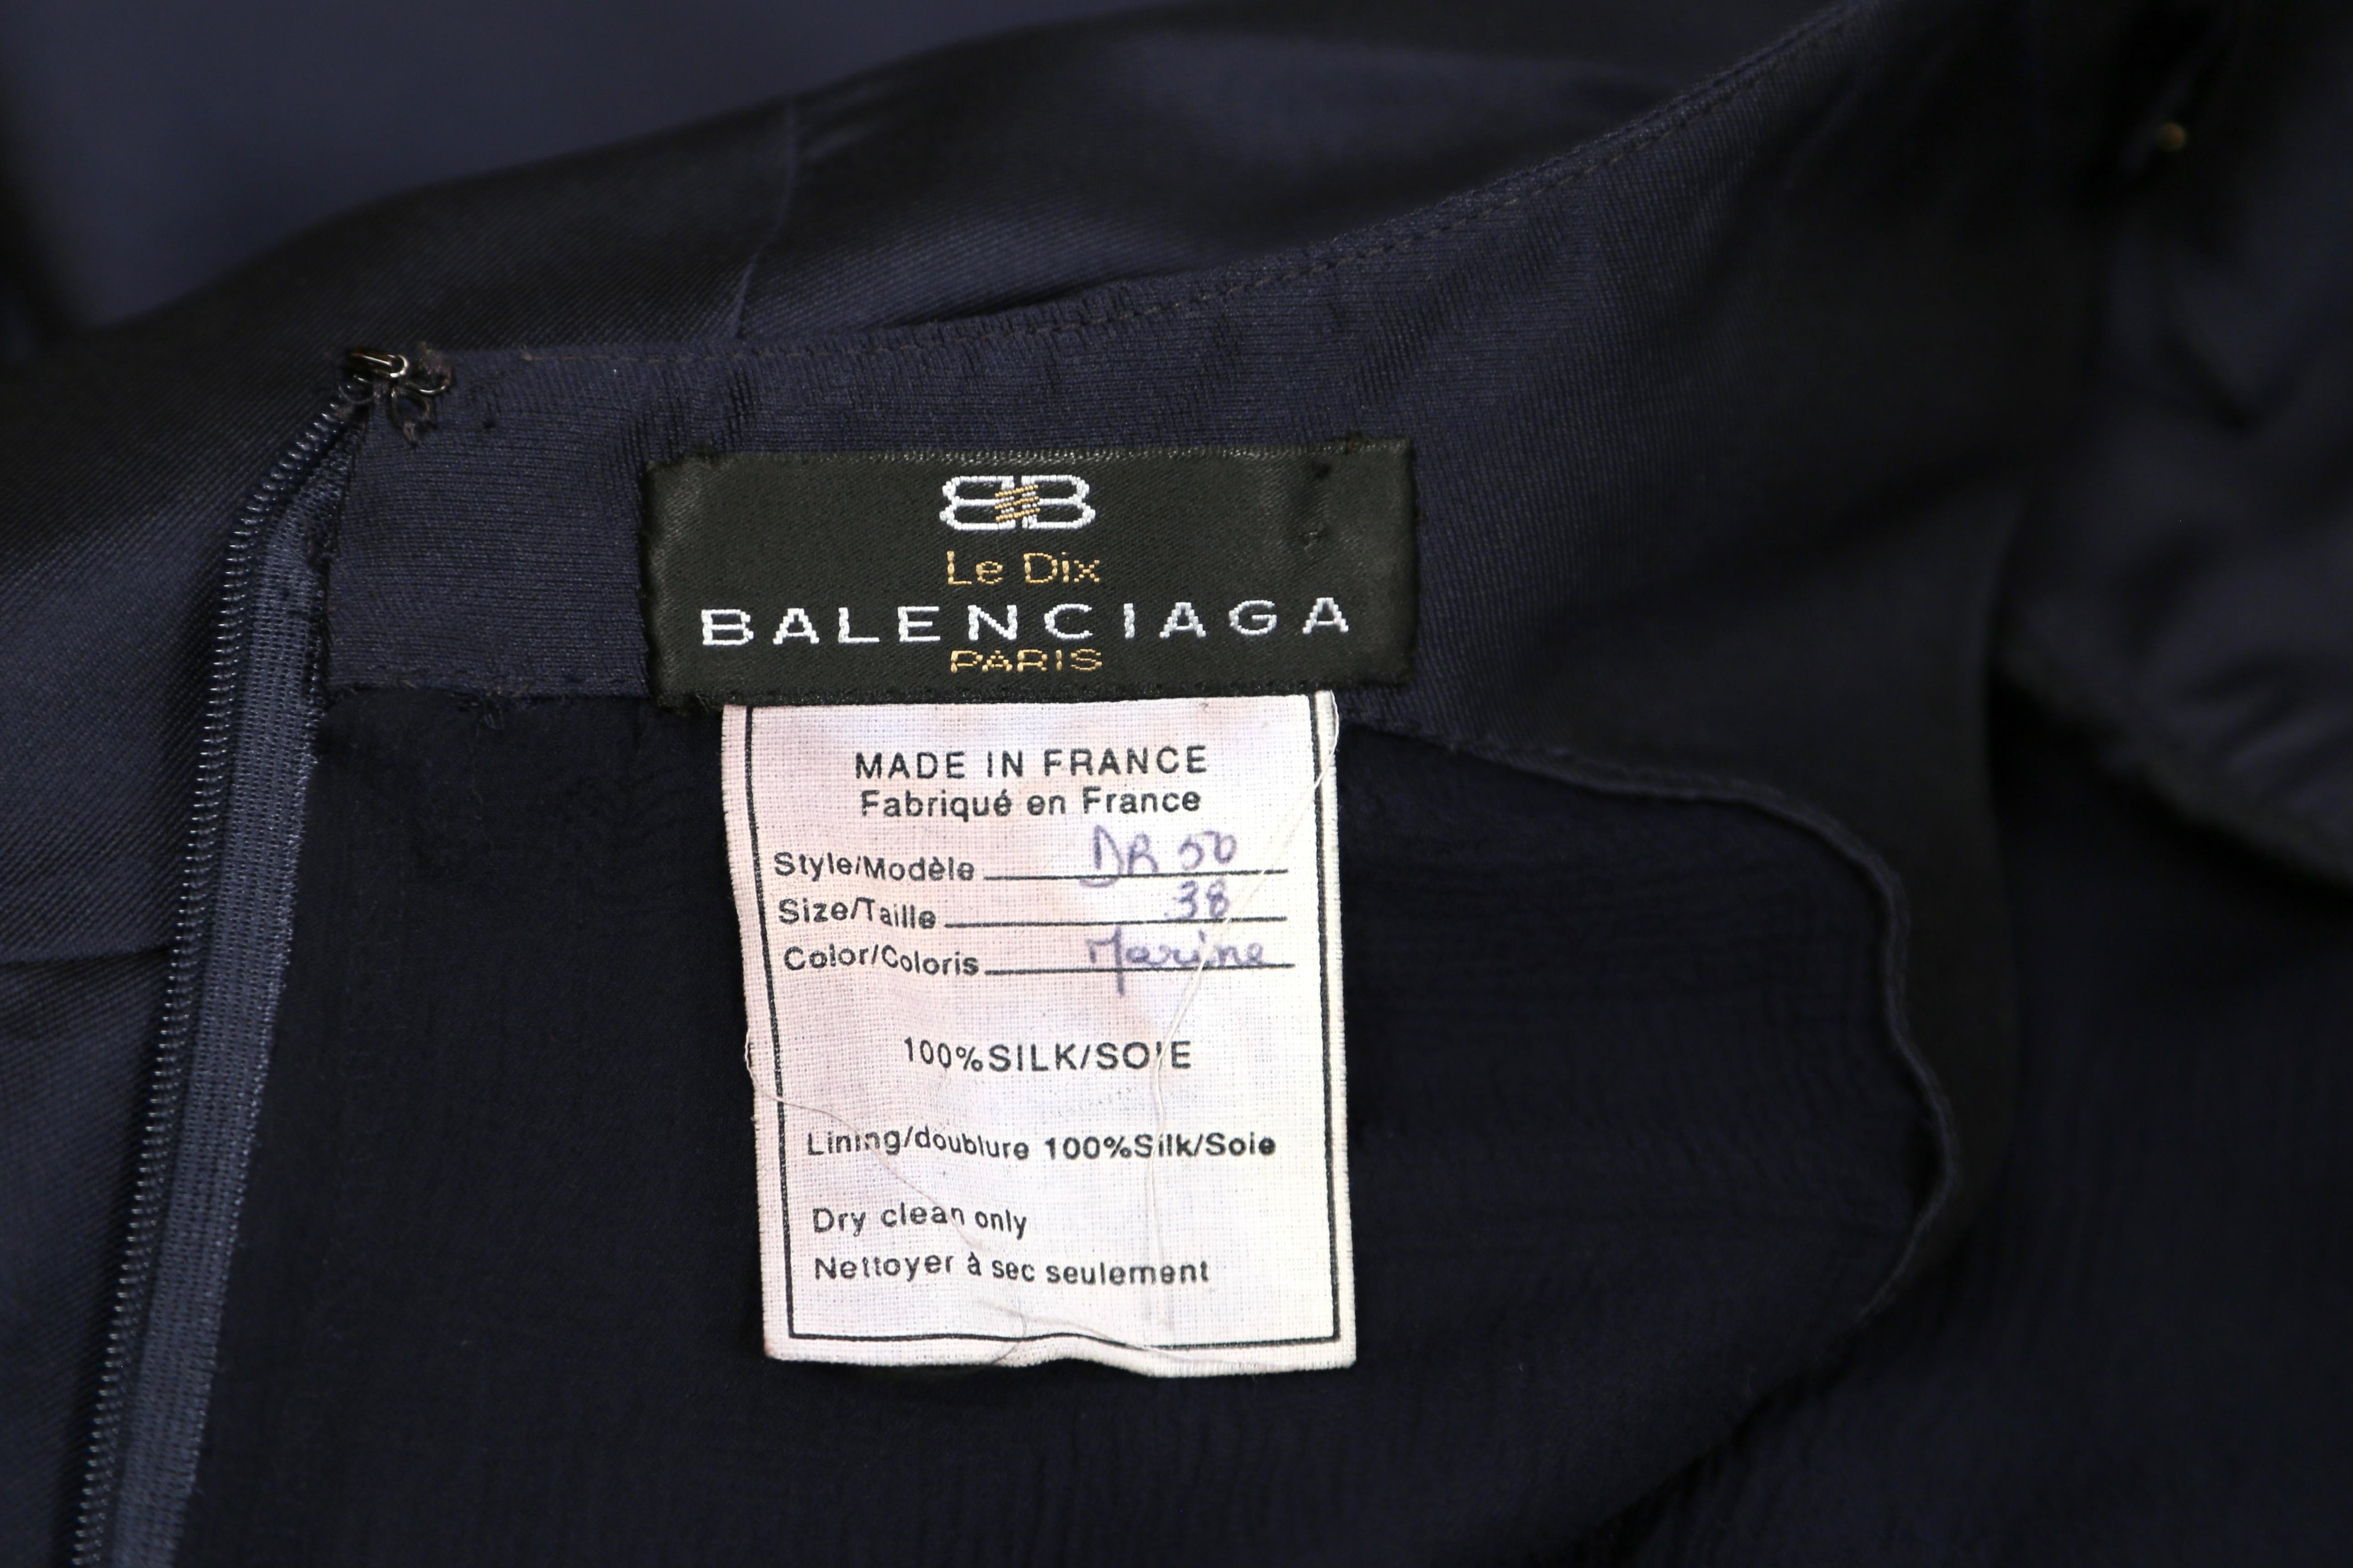 BB
Le Dix
BALENCIAGA
PARIS
MADE IN FRANCE
Fabriqué en France
Style/Modèle DR 50
Size/Taille 38
Color/Coloris Marine
100%SILK/SOIE
Lining/doublure 100%Silk/Soie
Dry clean only
Nettoyer à sec seulement